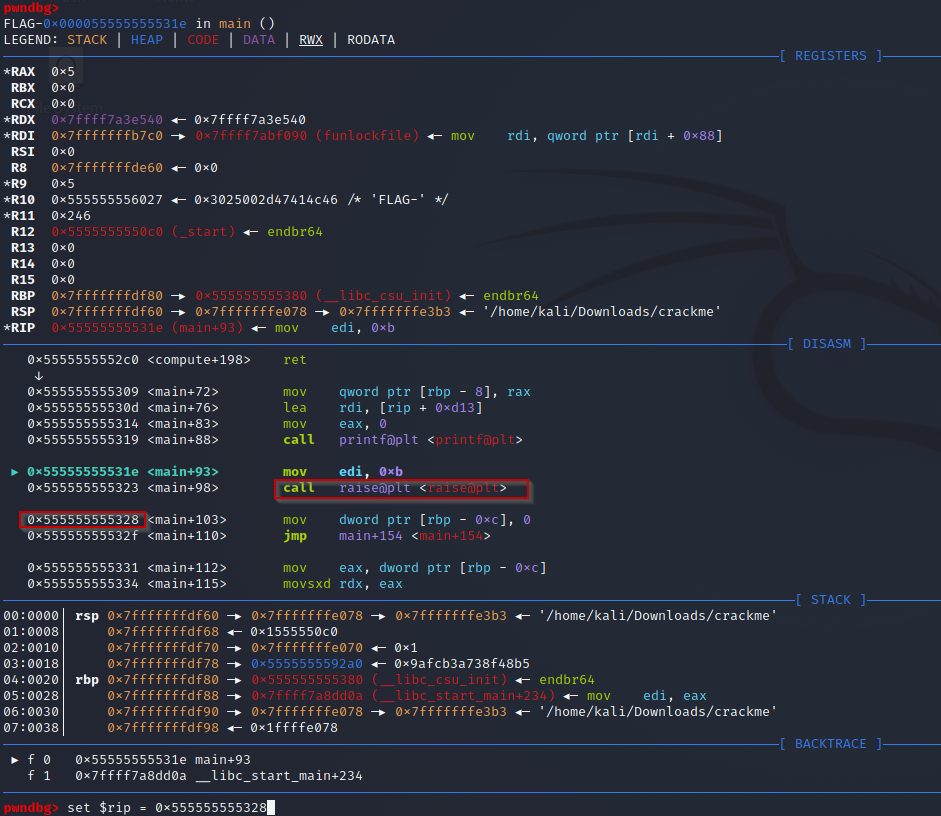 pwndbg>
FLAG-0×000055555555531e in main ()
LEGEND: STACK | HEAP | CODE | DATA | RWX | RODATA
[ REGISTERS ]
*RAX  0×5
 RBX  0×0
 RCX  0×0
*RDX  0×7ffff7a3e540 ◂— 0×7ffff7a3e540
*RDI  0×7fffffffb7c0 —▸ 0×7ffff7abf090 (funlockfile) ◂— mov    rdi, qword ptr [rdi + 0×88]
 RSI  0×0
 R8   0×7fffffffde60 ◂— 0×0
*R9   0×5
*R10  0×555555556027 ◂— 0×3025002d47414c46 /* 'FLAG-' */
*R11  0×246
 R12  0×5555555550c0 (_start) ◂— endbr64
 R13  0×0
 R14  0×0
 R15  0×0
 RBP  0×7fffffffdf80 —▸ 0×555555555380 (__libc_csu_init) ◂— endbr64
 RSP  0×7fffffffdf60 —▸ 0×7fffffffe078 —▸ 0×7fffffffe3b3 ◂— '/home/kali/Downloads/crackme'
*RIP  0×55555555531e (main+93) ◂— mov    edi, 0×b
[ DISASM ]
   0×5555555552c0 <compute+198>    ret
    ↓
   0×555555555309 <main+72>        mov    qword ptr [rbp - 8], rax
   0×55555555530d <main+76>        lea    rdi, [rip + 0×d13]
   0×555555555314 <main+83>        mov    eax, 0
   0×555555555319 <main+88>        call   printf@plt <printf@plt>
 ► 0×55555555531e <main+93>        mov    edi, 0×b
   0×555555555323 <main+98>        call   raise@plt <raise@plt>
   0×555555555328 <main+103>       mov    dword ptr [rbp - 0×c], 0
   0×55555555532f <main+110>       jmp    main+154 <main+154>
   0×555555555331 <main+112>       mov    eax, dword ptr [rbp - 0×c]
   0×555555555334 <main+115>       movsxd rdx, eax
[ STACK ]
00:0000│ rsp 0×7fffffffdf60 —▸ 0×7fffffffe078 —▸ 0×7fffffffe3b3 ◂— '/home/kali/Downloads/crackme'
01:0008│     0×7fffffffdf68 ◂— 0×1555550c0
02:0010│     0×7fffffffdf70 —▸ 0×7fffffffe070 ◂— 0×1
03:0018│     0×7fffffffdf78 —▸ 0×5555555592a0 ◂— 0×9afcb3a738f48b5
04:0020│ rbp 0×7fffffffdf80 —▸ 0×555555555380 (__libc_csu_init) ◂— endbr64
05:0028│     0×7fffffffdf88 —▸ 0×7ffff7a8dd0a (__libc_start_main+234) ◂— mov    edi, eax
06:0030│     0×7fffffffdf90 —▸ 0×7fffffffe078 —▸ 0×7fffffffe3b3 ◂— '/home/kali/Downloads/crackme'
07:0038│     0×7fffffffdf98 ◂— 0×1ffffe078
[ BACKTRACE ]
 ► f 0   0×55555555531e main+93
   f 1   0×7ffff7a8dd0a __libc_start_main+234
pwndbg> set $rip = 0×555555555328